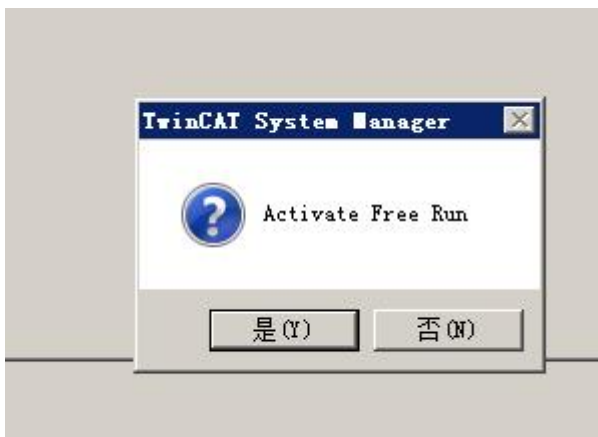 TwinCAT System Manager
Activate Free Run
是(Y)
否(N)